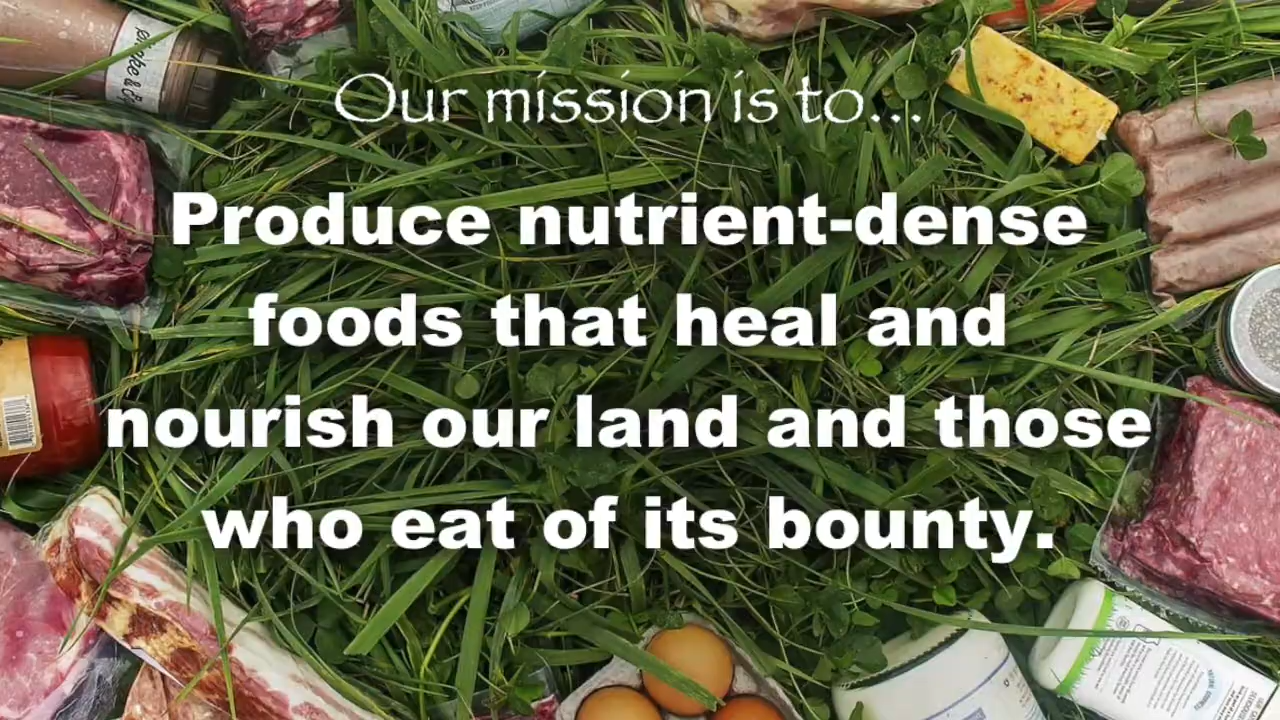 Our mission is to...
Produce nutrient-dense
foods that heal and
nourish our land and those
who eat of its bounty.